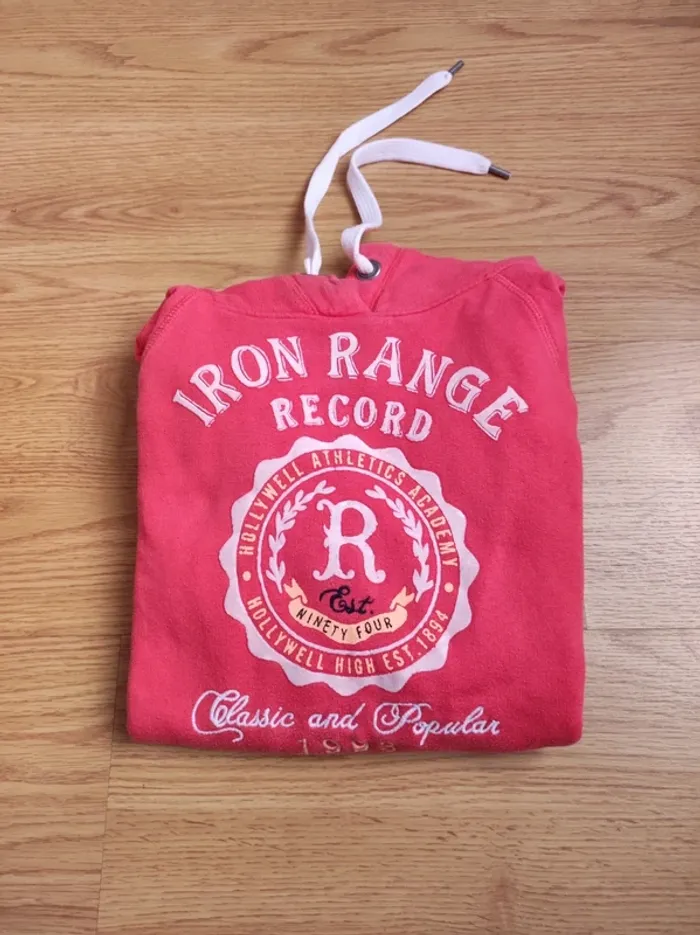 IRON RANGE
RECORD
HOLLYWELL ATHLETICS ACADEMY
R
Est.
NINETY FOUR
HOLLYWELL HIGH EST. 1894
Classic and Popular